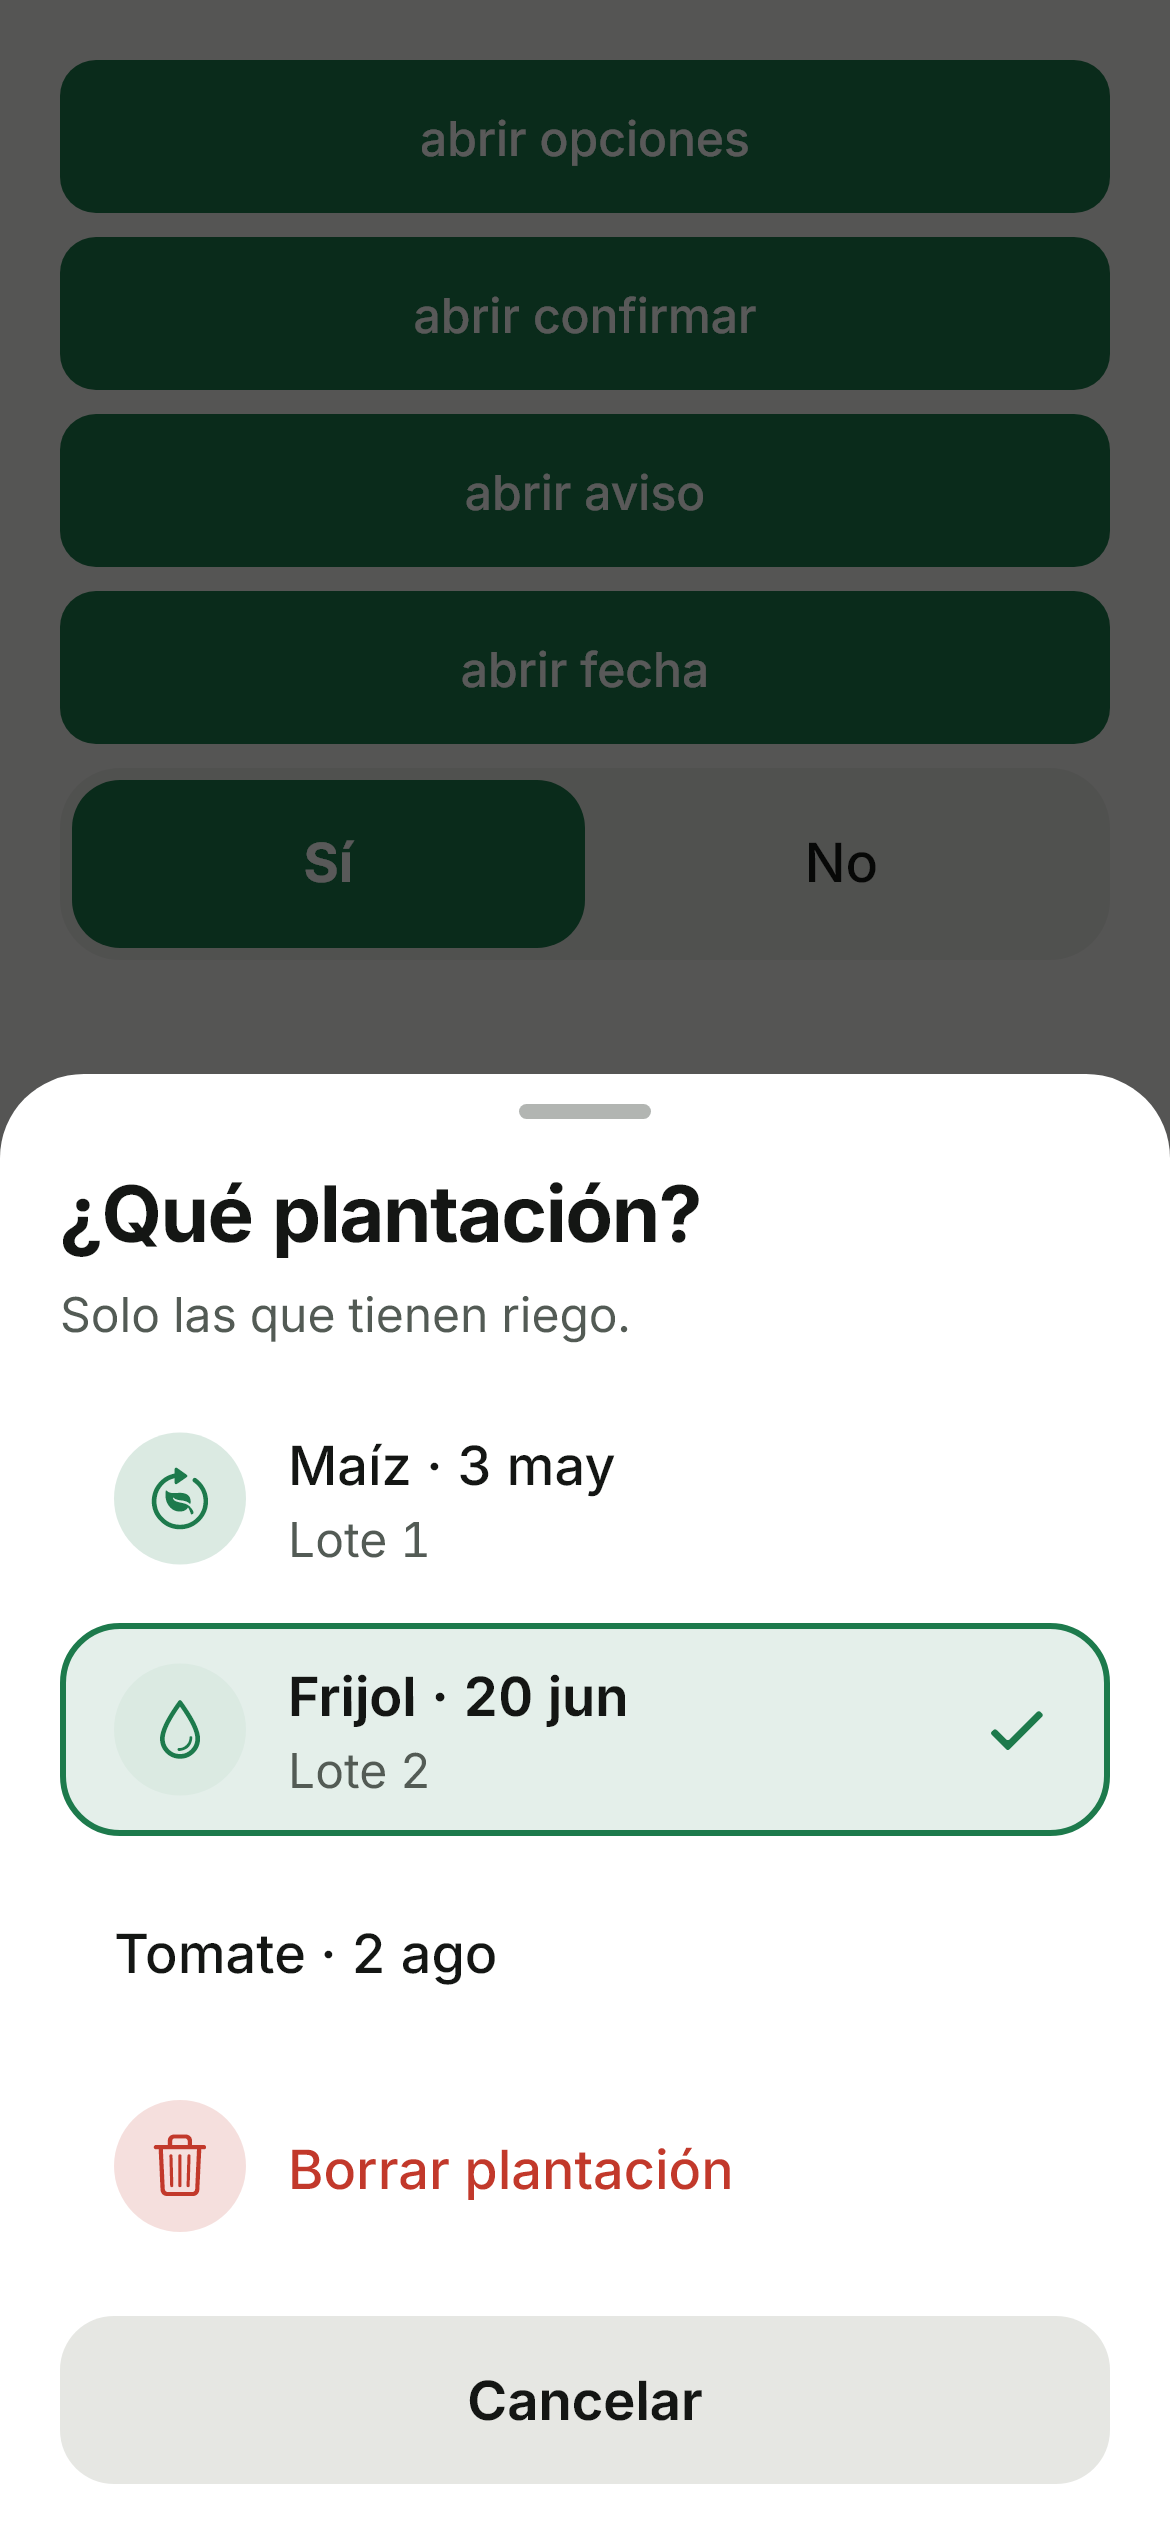 abrir opciones
abrir confirmar
abrir aviso
abrir fecha
Sí
No
¿Qué plantación?
Solo las que tienen riego.
Maíz · 3 may
Lote 1
Frijol · 20 jun
Lote 2
Tomate · 2 ago
Borrar plantación
Cancelar